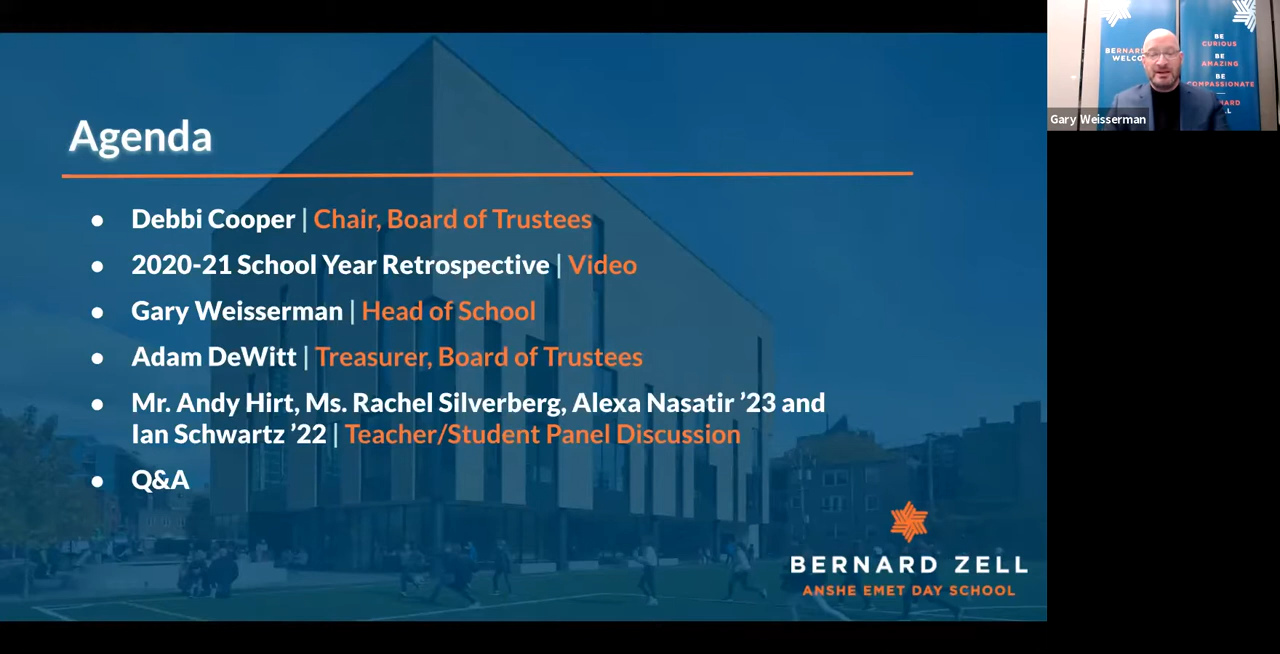 Agenda
● Debbi Cooper | Chair, Board of Trustees
● 2020-21 School Year Retrospective | Video
● Gary Weisserman | Head of School
● Adam DeWitt | Treasurer, Board of Trustees
● Mr. Andy Hirt, Ms. Rachel Silverberg, Alexa Nasatir ’23 and
Ian Schwartz ’22 | Teacher/Student Panel Discussion
● Q&A
BERNARD ZELL
ANSHE EMET DAY SCHOOL
BERNARD
BE
CURIOUS
BE
AMAZING
BE
COMPASSIONATE
Gary Weisserman